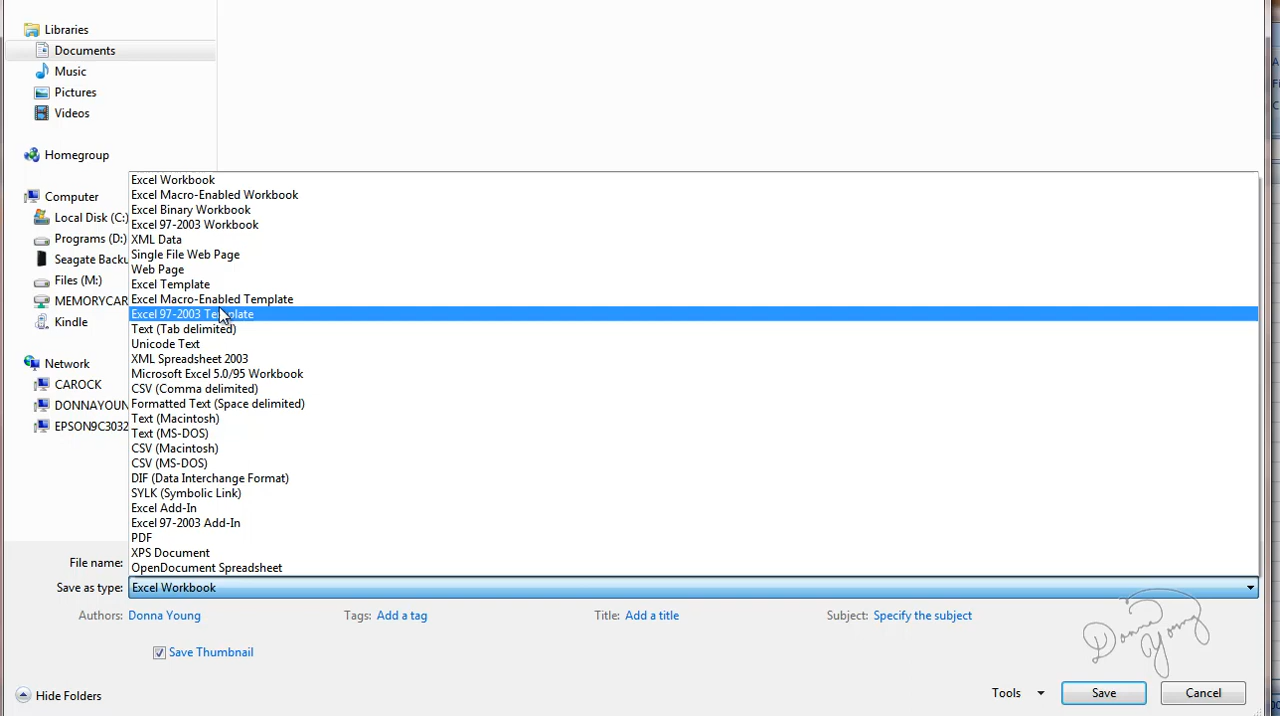 Libraries
Documents
Music
Pictures
Videos
Homegroup
Computer
Local Disk (C:
Programs (D:)
Seagate Backu
Files (M:)
MEMORYCAR
Kindle
Network
CAROCK
DONNAYOUN
EPSON9C3032
Excel Workbook
Excel Macro-Enabled Workbook
Excel Binary Workbook
Excel 97-2003 Workbook
XML Data
Single File Web Page
Web Page
Excel Template
Excel Macro-Enabled Template
Excel 97-2003 Template
Text (Tab delimited)
Unicode Text
XML Spreadsheet 2003
Microsoft Excel 5.0/95 Workbook
CSV (Comma delimited)
Formatted Text (Space delimited)
Text (Macintosh)
Text (MS-DOS)
CSV (Macintosh)
CSV (MS-DOS)
DIF (Data Interchange Format)
SYLK (Symbolic Link)
Excel Add-In
Excel 97-2003 Add-In
PDF
XPS Document
OpenDocument Spreadsheet
File name:
Save as type: Excel Workbook
Authors: Donna Young Tags: Add a tag Title: Add a title Subject: Specify the subject
Donna Young
Save Thumbnail
Hide Folders Tools Save Cancel